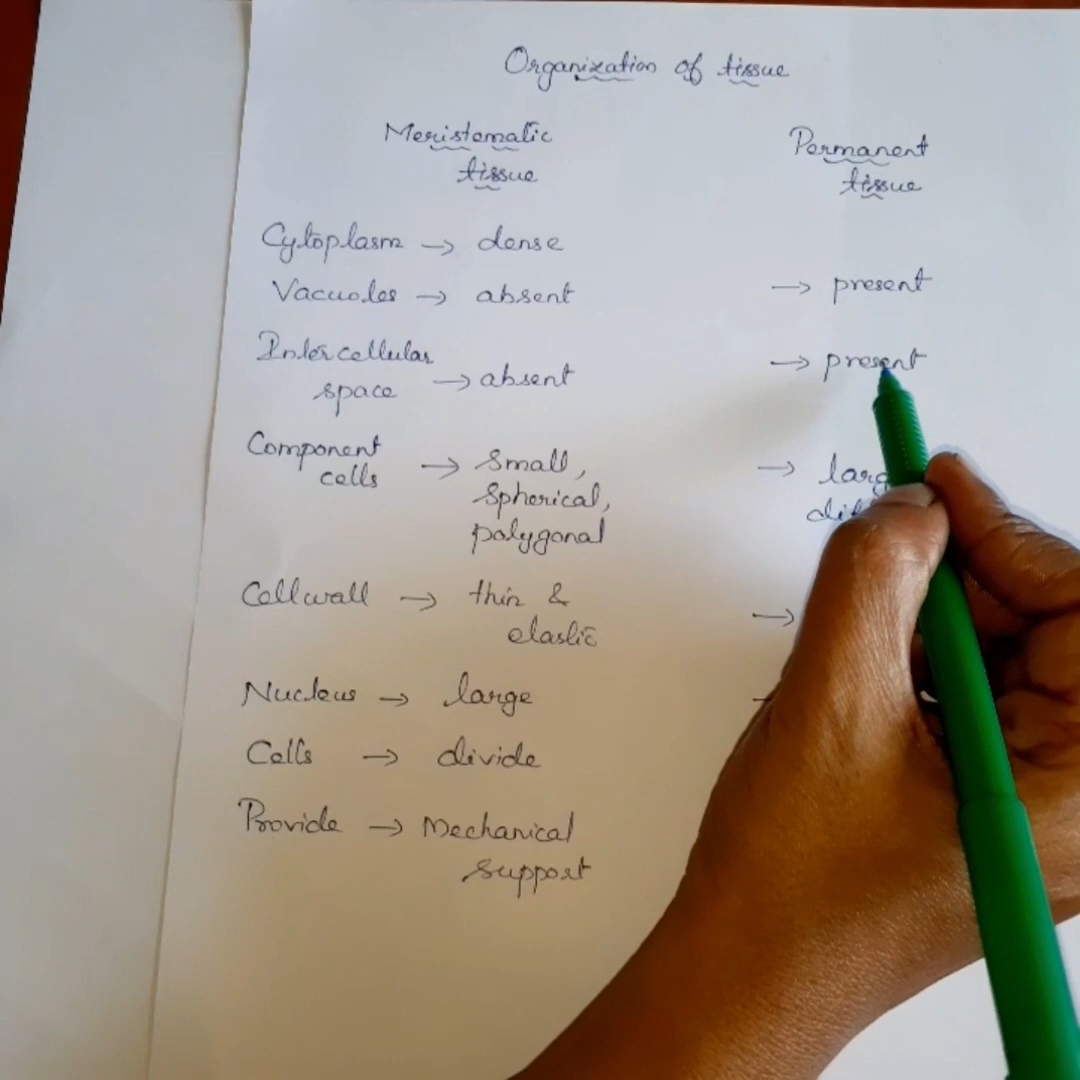 Organization of tissue
Meristematic
tissue
Permanent
tissue
Cytoplasm → dense
Vacuoles → absent → present
Intercellular
space → absent → present
Component
cells → small, →
spherical,
polygonal
Cellwall → thin & →
elastic
Nucleus → large
Cells → divide
Provide → Mechanical
support